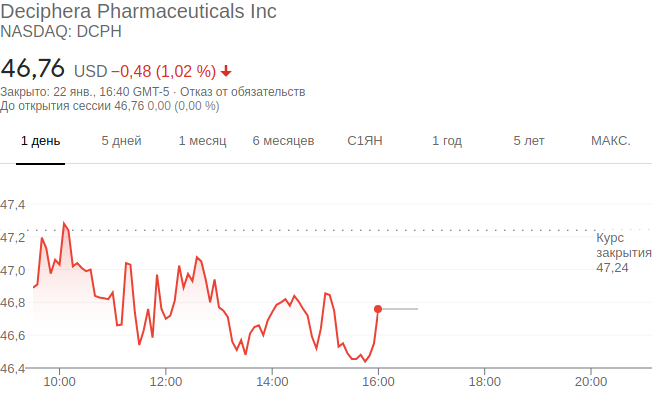 Deciphera Pharmaceuticals Inc
NASDAQ: DCPH
46,76 USD −0,48 (1,02 %)
Закрыто: 22 янв., 16:40 GMT-5 · Отказ от обязательств
До открытия сессии 46,76 0,00 (0,00 %)
1 день 5 дней 1 месяц 6 месяцев С1ЯН 1 год 5 лет МАКС.
47,4
47,2
47,0
46,8
46,6
46,4
Курс
закрытия
47,24
10:00 12:00 14:00 16:00 18:00 20:00